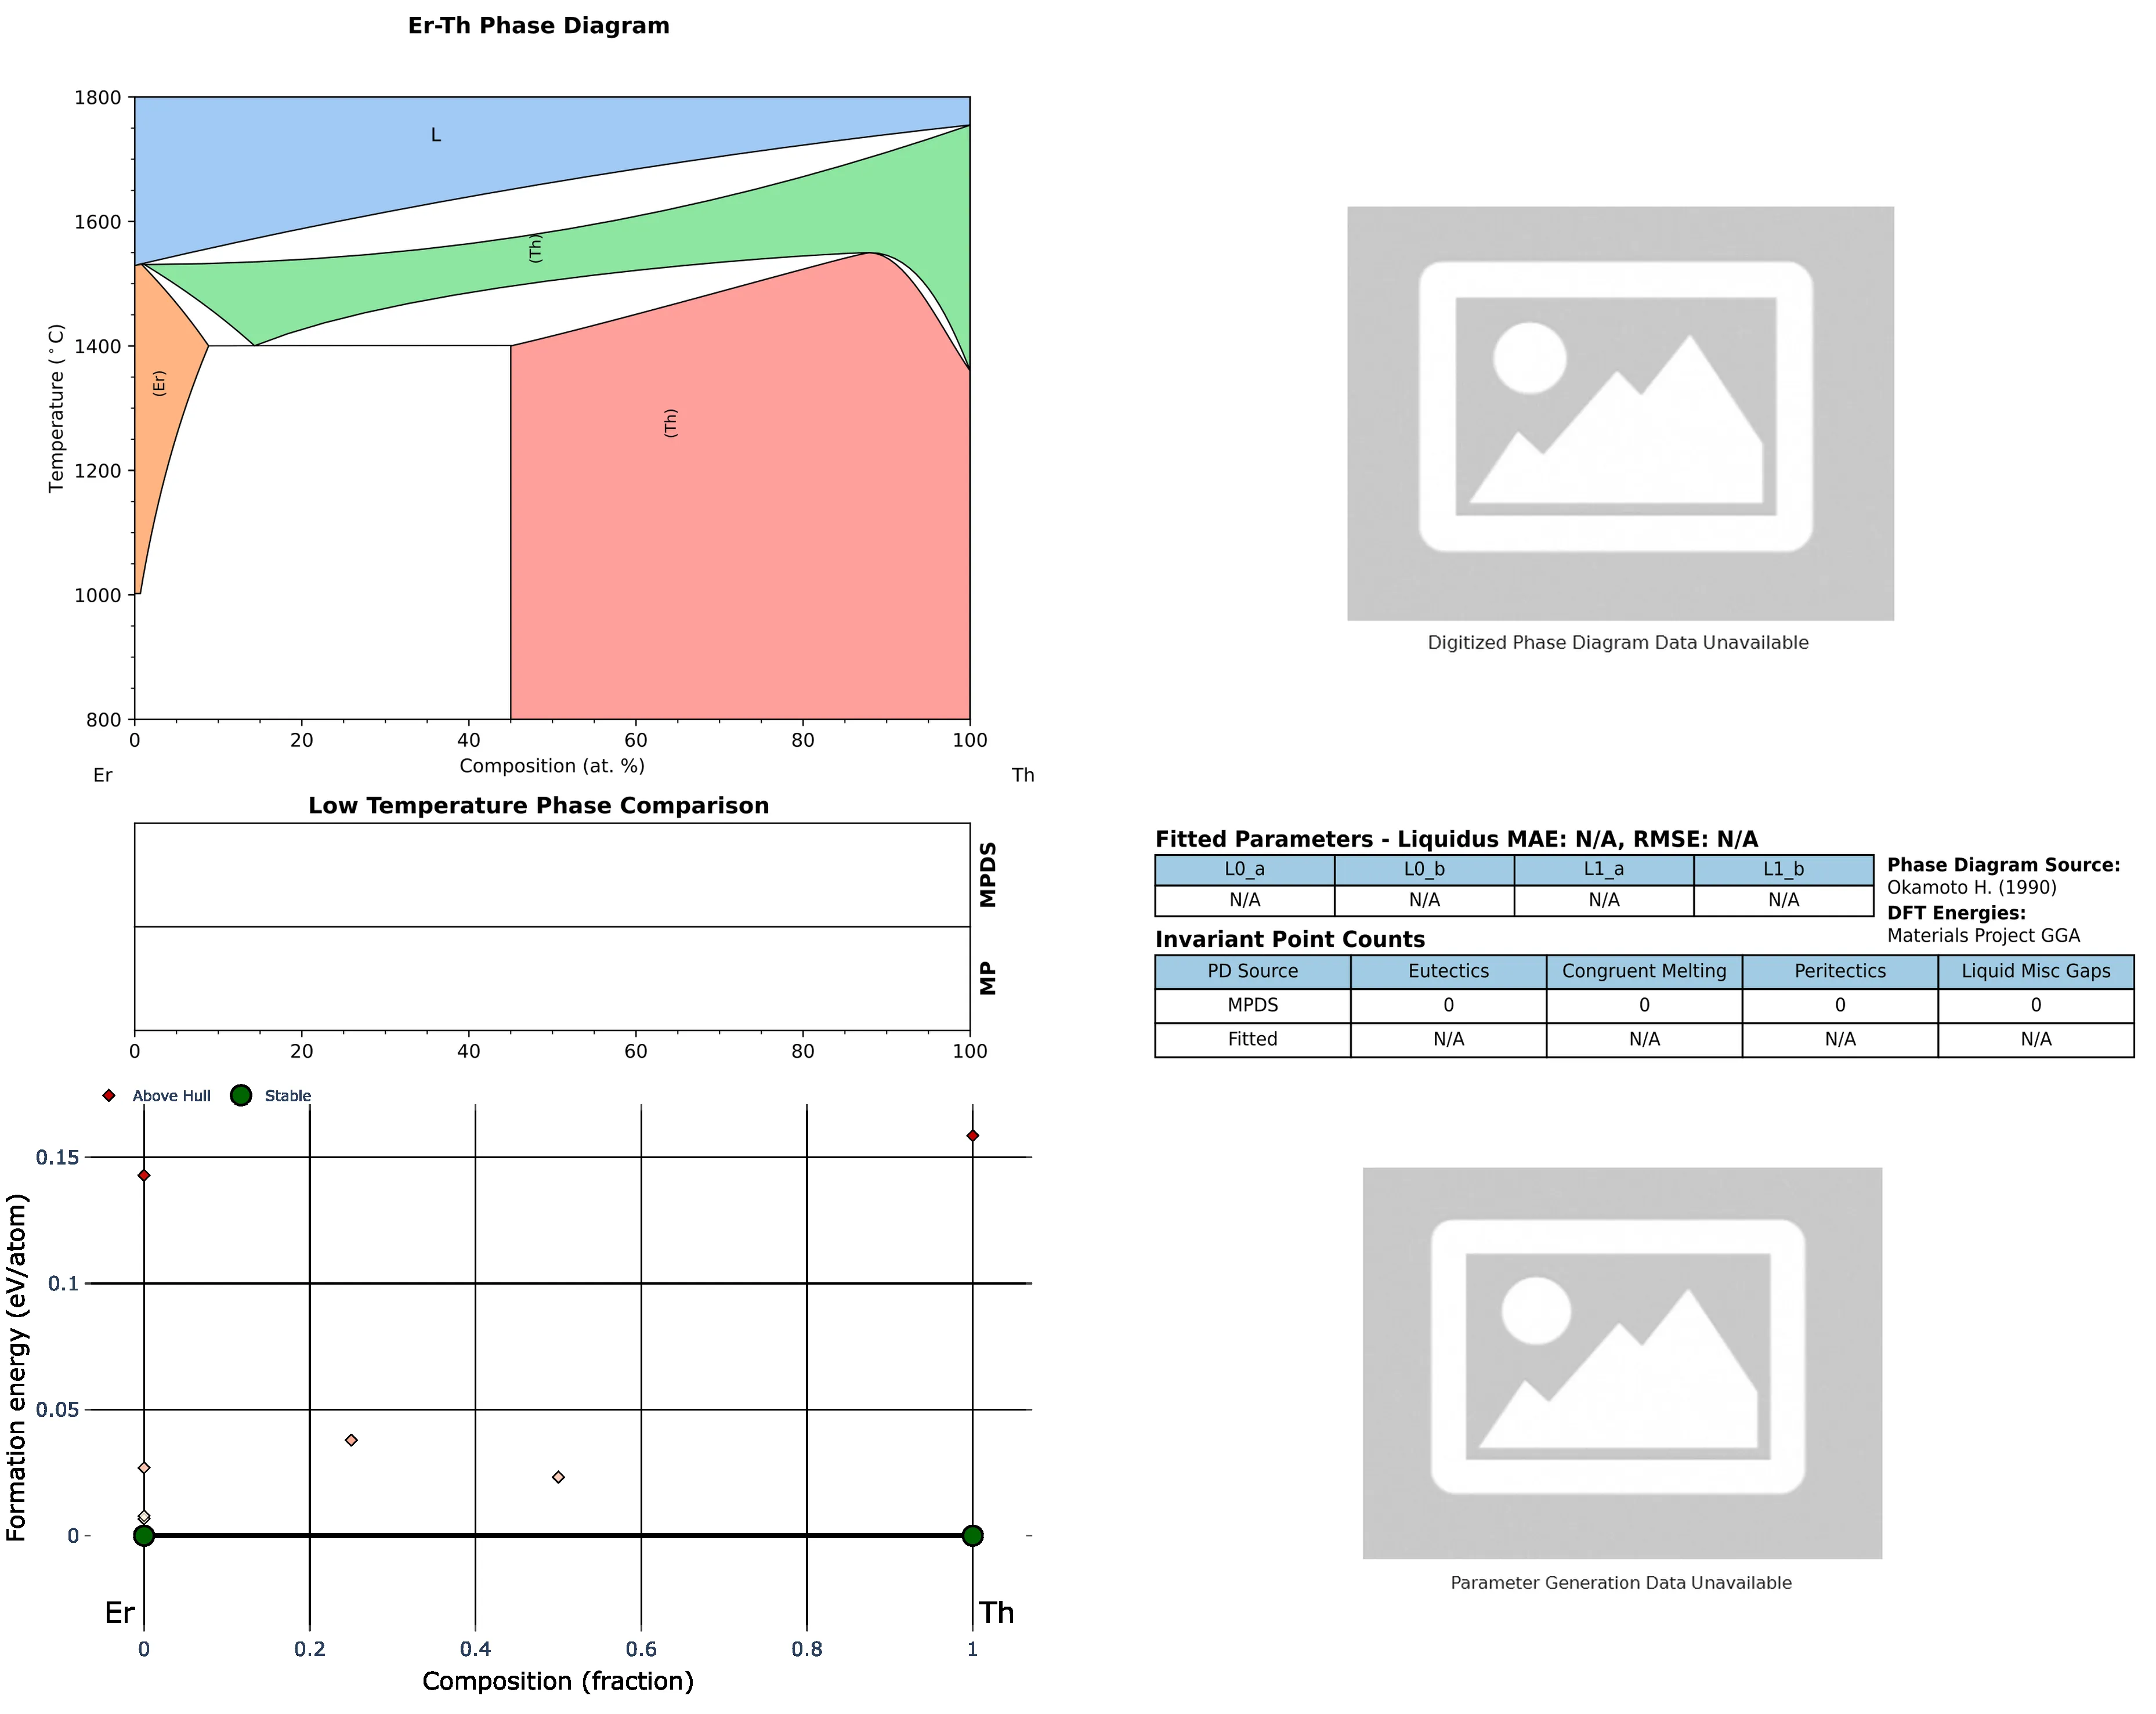 Er-Th Phase Diagram
1800
1600
1400
1200
1000
800
Temperature (°C)
L
(Th)
(Er)
(Th)
0 20 40 60 80 100
Composition (at. %)
Er Th
Digitized Phase Diagram Data Unavailable
Low Temperature Phase Comparison
MPDS
MP
0 20 40 60 80 100
Fitted Parameters - Liquidus MAE: N/A, RMSE: N/A
L0_a L0_b L1_a L1_b
N/A N/A N/A N/A
Phase Diagram Source:
Okamoto H. (1990)
DFT Energies:
Materials Project GGA
Invariant Point Counts
PD Source Eutectics Congruent Melting Peritectics Liquid Misc Gaps
MPDS 0 0 0 0
Fitted N/A N/A N/A N/A
Above Hull Stable
0.15
0.1
0.05
0
Formation energy (eV/atom)
Er Th
0 0.2 0.4 0.6 0.8 1
Composition (fraction)
Parameter Generation Data Unavailable